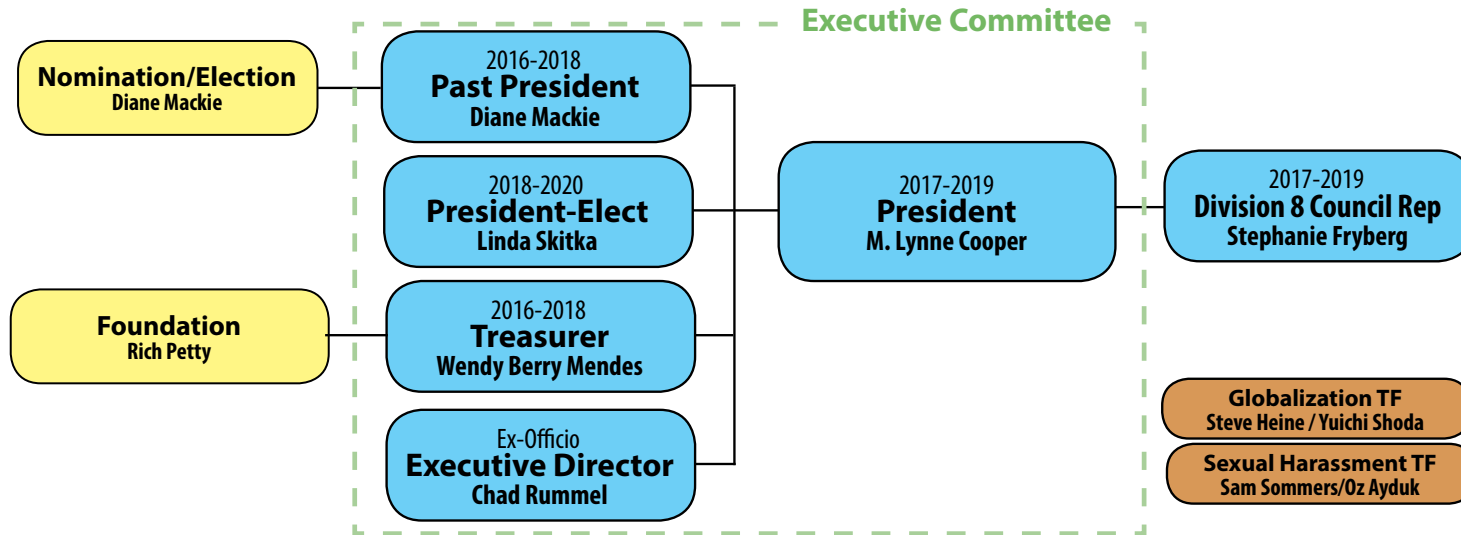 Executive Committee
Nomination/Election
Diane Mackie
2016-2018
Past President
Diane Mackie
2018-2020
President-Elect
Linda Skitka
2017-2019
President
M. Lynne Cooper
2017-2019
Division 8 Council Rep
Stephanie Fryberg
Foundation
Rich Petty
2016-2018
Treasurer
Wendy Berry Mendes
Ex-Officio
Executive Director
Chad Rummel
Globalization TF
Steve Heine / Yuichi Shoda
Sexual Harassment TF
Sam Sommers/Oz Ayduk